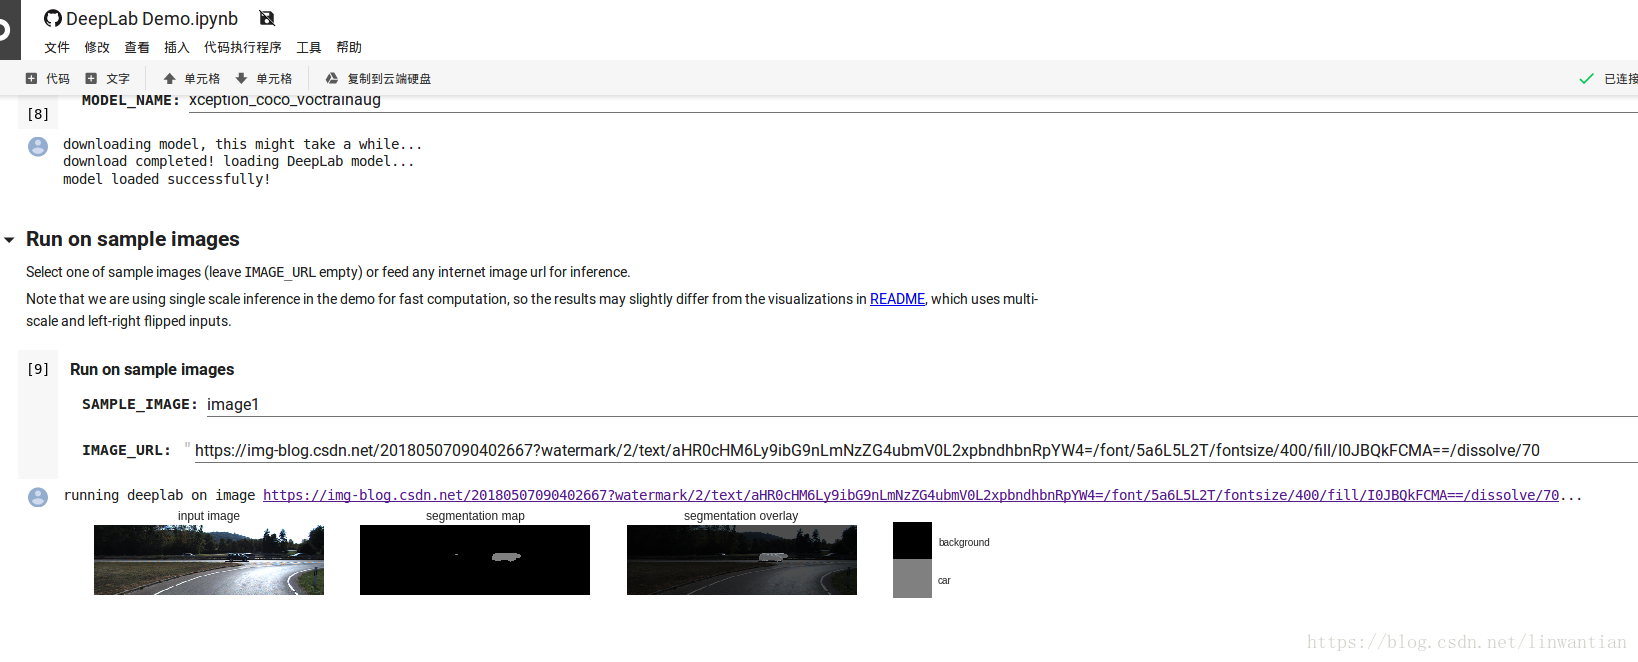 DeepLab Demo.ipynb
文件 修改 查看 插入 代码执行程序 工具 帮助
代码 文字 单元格 单元格 复制到云端硬盘 已连接
MODEL_NAME: xception_coco_voctrainaug
[8]
downloading model, this might take a while...
download completed! loading DeepLab model...
model loaded successfully!
Run on sample images
Select one of sample images (leave IMAGE_URL empty) or feed any internet image url for inference.
Note that we are using single scale inference in the demo for fast computation, so the results may slightly differ from the visualizations in README, which uses multi-
scale and left-right flipped inputs.
[9] Run on sample images
SAMPLE_IMAGE: image1
IMAGE_URL: " https://img-blog.csdn.net/20180507090402667?watermark/2/text/aHR0cHM6Ly9ibG9nLmNzZG4ubmV0L2xpbndhbnRpYW4=/font/5a6L5L2T/fontsize/400/fill/I0JBQkFCMA==/dissolve/70
running deeplab on image https://img-blog.csdn.net/20180507090402667?watermark/2/text/aHR0cHM6Ly9ibG9nLmNzZG4ubmV0L2xpbndhbnRpYW4=/font/5a6L5L2T/fontsize/400/fill/I0JBQkFCMA==/dissolve/70...
input image segmentation map segmentation overlay
background
car
https://blog.csdn.net/linwantian